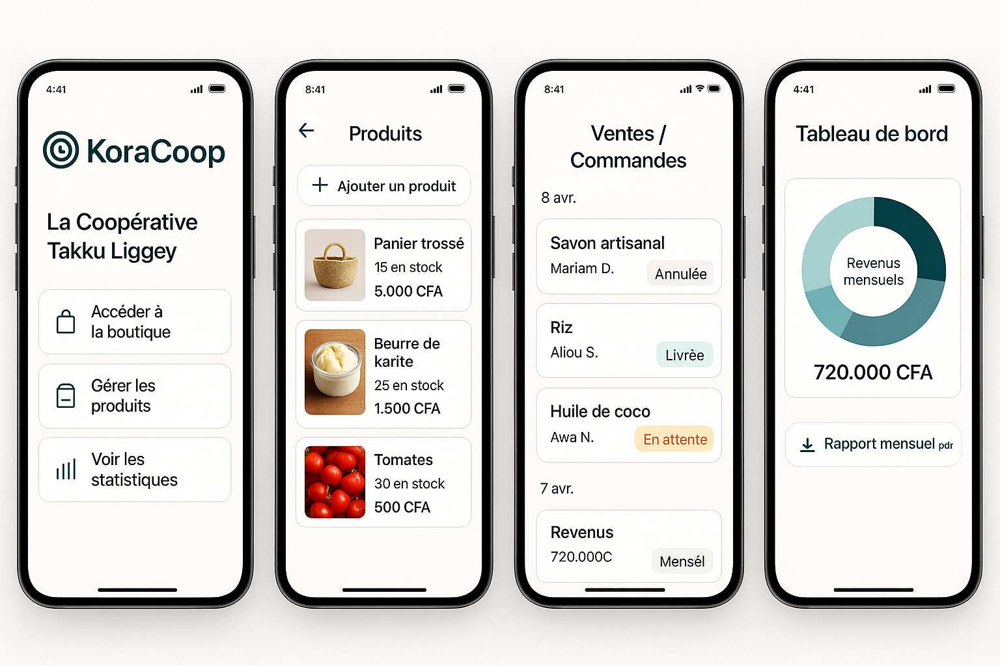 4:41
KoraCoop
La Coopérative
Takku Liggey
Accéder à
la boutique
Gérer les
produits
Voir les
statistiques
8:41
Produits
Ajouter un produit
Panier trossé
15 en stock
5.000 CFA
Beurre de
karite
25 en stock
1.500 CFA
Tomates
30 en stock
500 CFA
8:41
Ventes /
Commandes
8 avr.
Savon artisanal
Mariam D.
Annulée
Riz
Aliou S.
Livrèe
Huile de coco
Awa N.
En attente
7 avr.
Revenus
720.000C
Mensél
4:41
Tableau de bord
Revenus
mensuels
720.000 CFA
Rapport mensuel pdr